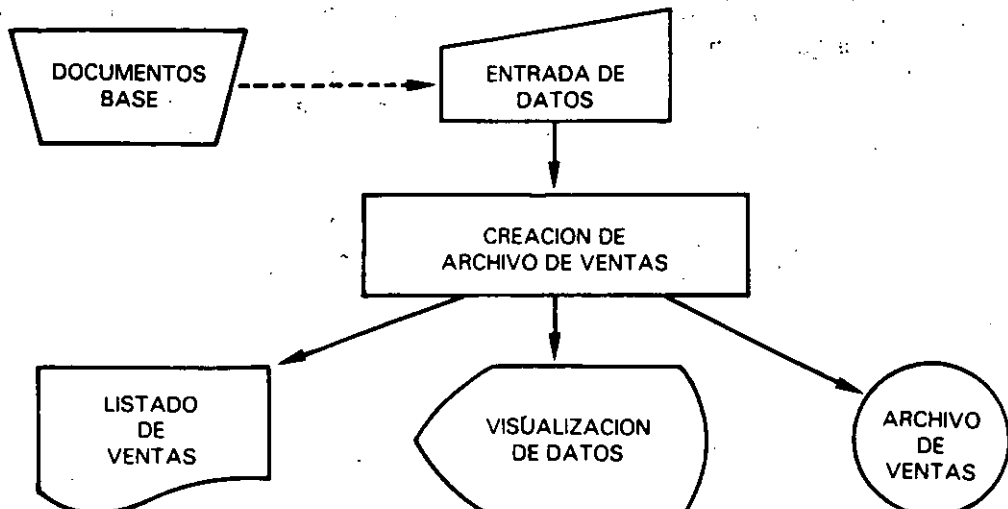 DOCUMENTOS
BASE
ENTRADA DE
DATOS
CREACION DE
ARCHIVO DE VENTAS
LISTADO
DE
VENTAS
VISUALIZACION
DE DATOS
ARCHIVO
DE
VENTAS